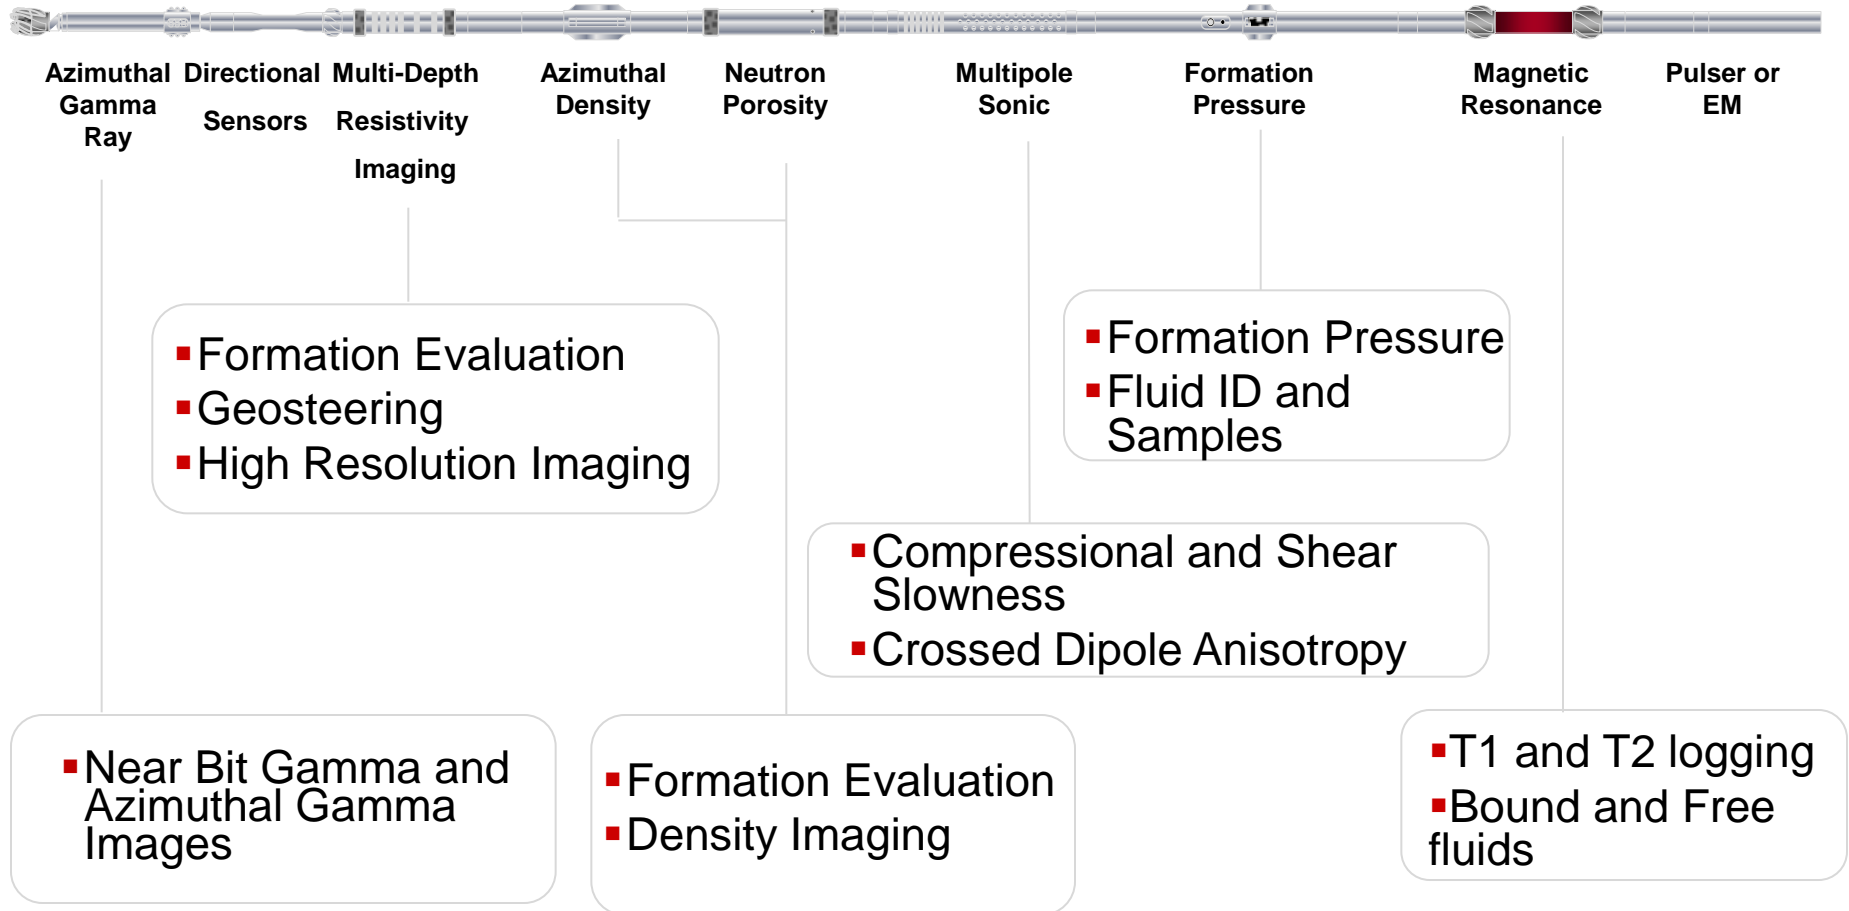 Azimuthal
Gamma
Ray
Directional
Sensors
Multi-Depth
Resistivity
Imaging
Azimuthal
Density
Neutron
Porosity
Multipole
Sonic
Formation
Pressure
Magnetic
Resonance
Pulser or
EM
▪Formation Evaluation
▪Geosteering
▪High Resolution Imaging
▪Formation Pressure
▪Fluid ID and
Samples
▪Compressional and Shear
Slowness
▪Crossed Dipole Anisotropy
▪Near Bit Gamma and
Azimuthal Gamma
Images
▪Formation Evaluation
▪Density Imaging
▪T1 and T2 logging
▪Bound and Free
fluids